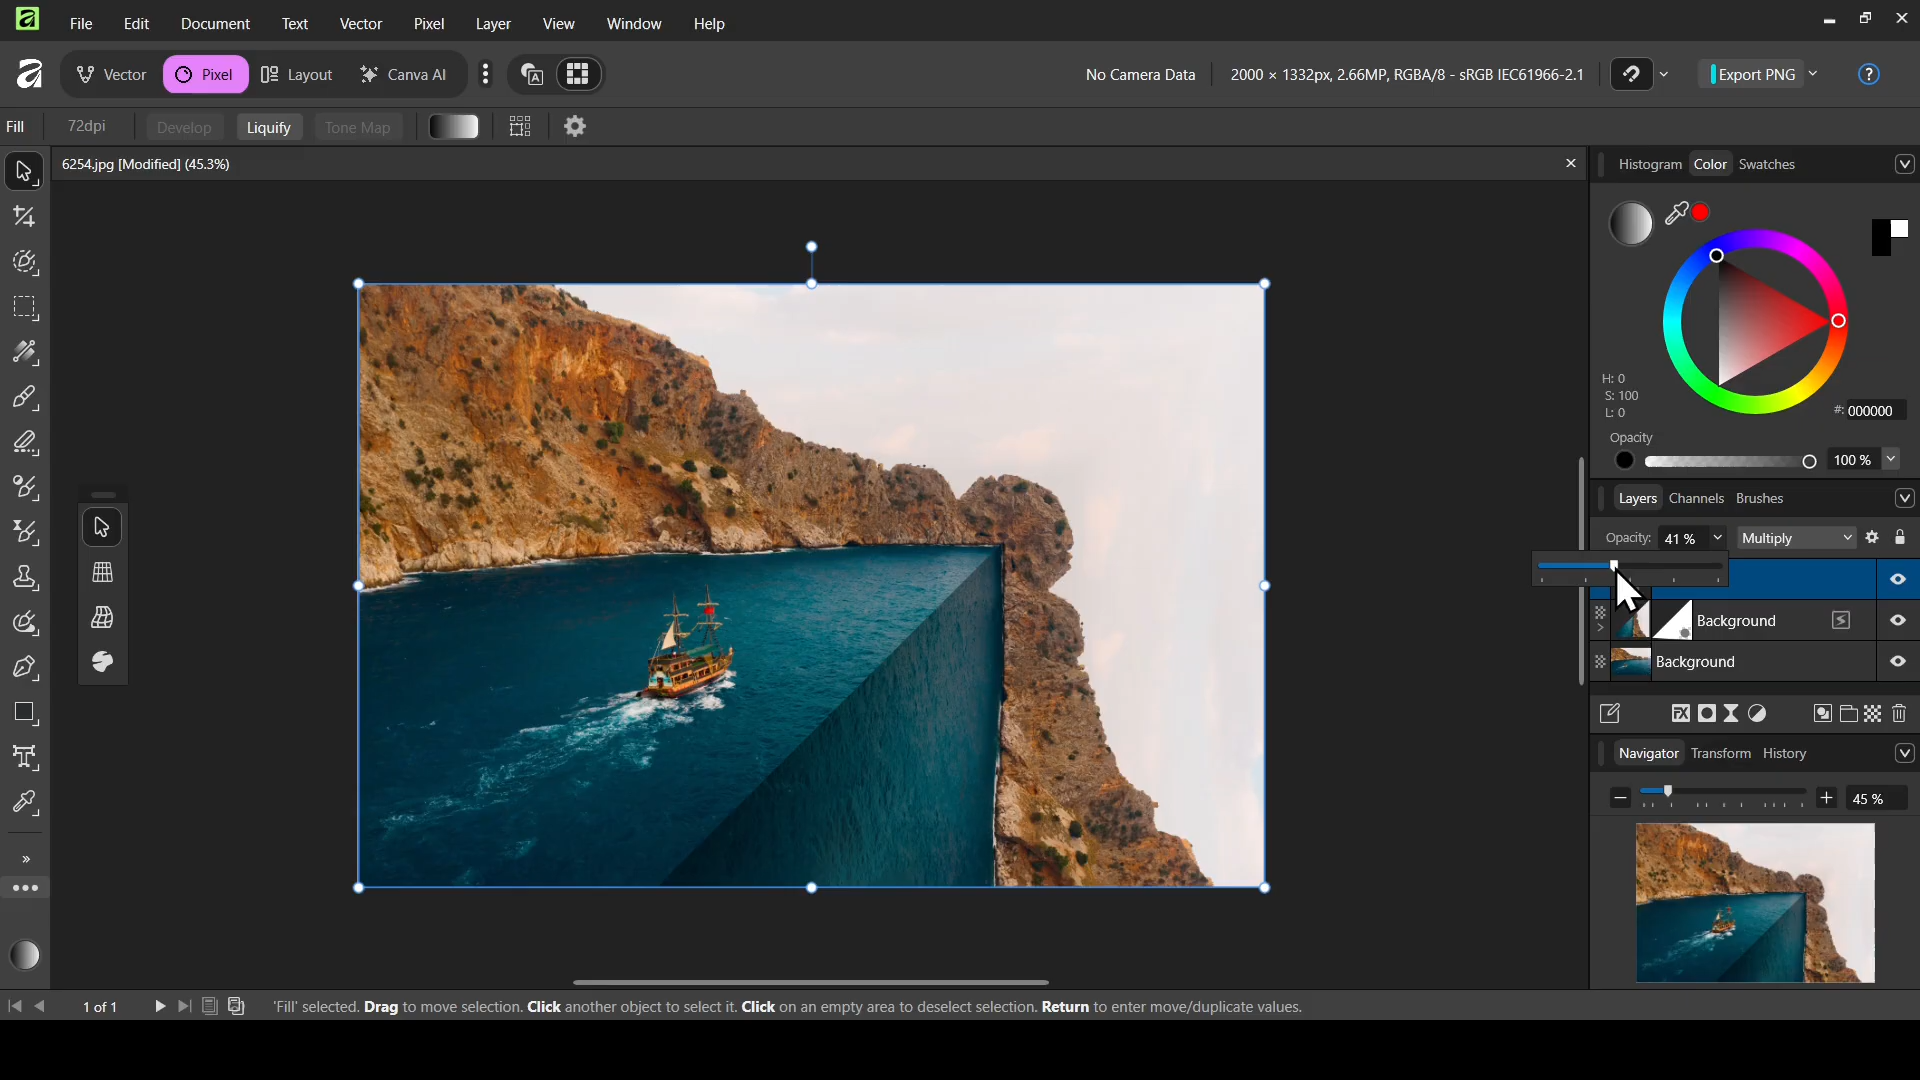 File Edit Document Text Vector Pixel Layer View Window Help
Vector Pixel Layout Canva AI No Camera Data 2000 × 1332px, 2.66MP, RGBA/8 - sRGB IEC61966-2.1 Export PNG ?
Fill 72dpi Develop Liquify Tone Map
6254.jpg [Modified] (45.3%)
Histogram Color Swatches
H: 0
S: 100
L: 0
#: 000000
Opacity
100 %
Layers Channels Brushes
Opacity: 41 % Multiply
Background
Background
Navigator Transform History
45 %
1 of 1 'Fill' selected. Drag to move selection. Click another object to select it. Click on an empty area to deselect selection. Return to enter move/duplicate values.